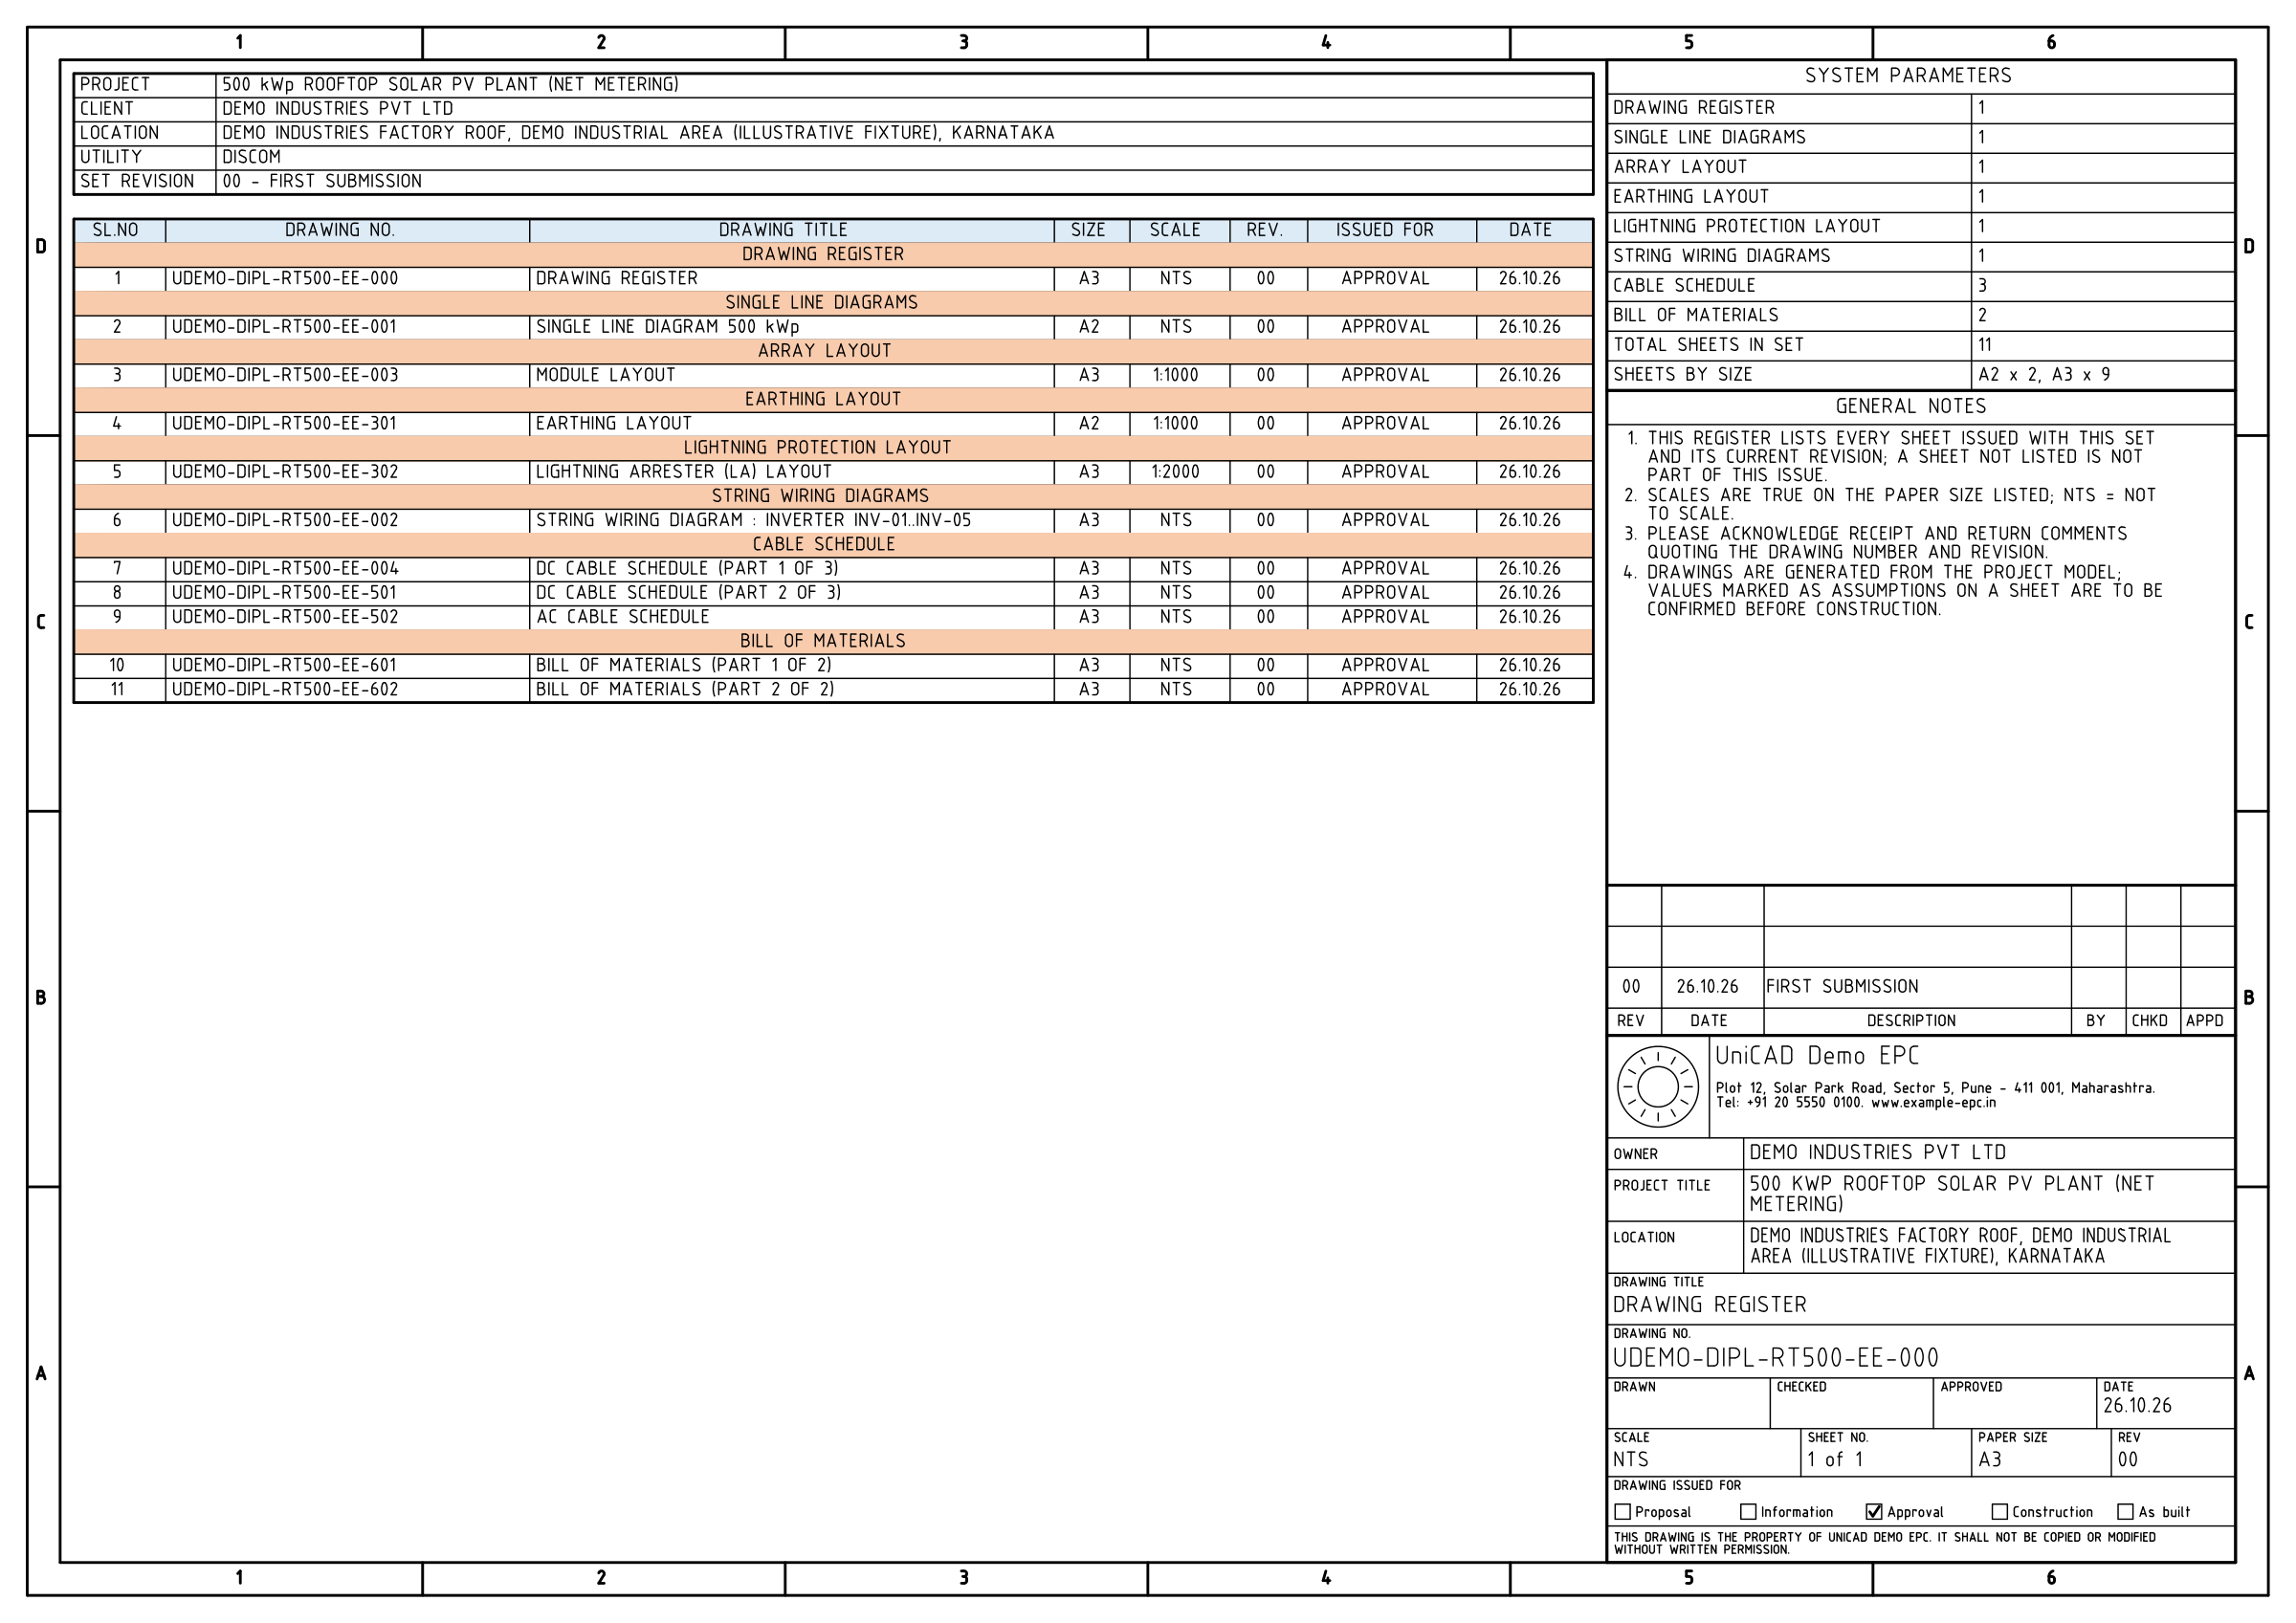 1 2 3 4 5 6
PROJECT 500 kWp ROOFTOP SOLAR PV PLANT (NET METERING)
CLIENT DEMO INDUSTRIES PVT LTD
LOCATION DEMO INDUSTRIES FACTORY ROOF, DEMO INDUSTRIAL AREA (ILLUSTRATIVE FIXTURE), KARNATAKA
UTILITY DISCOM
SET REVISION 00 - FIRST SUBMISSION
SL.NO DRAWING NO. DRAWING TITLE SIZE SCALE REV. ISSUED FOR DATE
DRAWING REGISTER
1 UDEMO-DIPL-RT500-EE-000 DRAWING REGISTER A3 NTS 00 APPROVAL 26.10.26
SINGLE LINE DIAGRAMS
2 UDEMO-DIPL-RT500-EE-001 SINGLE LINE DIAGRAM 500 kWp A2 NTS 00 APPROVAL 26.10.26
ARRAY LAYOUT
3 UDEMO-DIPL-RT500-EE-003 MODULE LAYOUT A3 1:1000 00 APPROVAL 26.10.26
EARTHING LAYOUT
4 UDEMO-DIPL-RT500-EE-301 EARTHING LAYOUT A2 1:1000 00 APPROVAL 26.10.26
LIGHTNING PROTECTION LAYOUT
5 UDEMO-DIPL-RT500-EE-302 LIGHTNING ARRESTER (LA) LAYOUT A3 1:2000 00 APPROVAL 26.10.26
STRING WIRING DIAGRAMS
6 UDEMO-DIPL-RT500-EE-002 STRING WIRING DIAGRAM : INVERTER INV-01..INV-05 A3 NTS 00 APPROVAL 26.10.26
CABLE SCHEDULE
7 UDEMO-DIPL-RT500-EE-004 DC CABLE SCHEDULE (PART 1 OF 3) A3 NTS 00 APPROVAL 26.10.26
8 UDEMO-DIPL-RT500-EE-501 DC CABLE SCHEDULE (PART 2 OF 3) A3 NTS 00 APPROVAL 26.10.26
9 UDEMO-DIPL-RT500-EE-502 AC CABLE SCHEDULE A3 NTS 00 APPROVAL 26.10.26
BILL OF MATERIALS
10 UDEMO-DIPL-RT500-EE-601 BILL OF MATERIALS (PART 1 OF 2) A3 NTS 00 APPROVAL 26.10.26
11 UDEMO-DIPL-RT500-EE-602 BILL OF MATERIALS (PART 2 OF 2) A3 NTS 00 APPROVAL 26.10.26
SYSTEM PARAMETERS
DRAWING REGISTER 1
SINGLE LINE DIAGRAMS 1
ARRAY LAYOUT 1
EARTHING LAYOUT 1
LIGHTNING PROTECTION LAYOUT 1
STRING WIRING DIAGRAMS 1
CABLE SCHEDULE 3
BILL OF MATERIALS 2
TOTAL SHEETS IN SET 11
SHEETS BY SIZE A2 x 2, A3 x 9
GENERAL NOTES
1. THIS REGISTER LISTS EVERY SHEET ISSUED WITH THIS SET
AND ITS CURRENT REVISION; A SHEET NOT LISTED IS NOT
PART OF THIS ISSUE.
2. SCALES ARE TRUE ON THE PAPER SIZE LISTED; NTS = NOT
TO SCALE.
3. PLEASE ACKNOWLEDGE RECEIPT AND RETURN COMMENTS
QUOTING THE DRAWING NUMBER AND REVISION.
4. DRAWINGS ARE GENERATED FROM THE PROJECT MODEL;
VALUES MARKED AS ASSUMPTIONS ON A SHEET ARE TO BE
CONFIRMED BEFORE CONSTRUCTION.
00 26.10.26 FIRST SUBMISSION
REV DATE DESCRIPTION BY CHKD APPD
UniCAD Demo EPC
Plot 12, Solar Park Road, Sector 5, Pune - 411 001, Maharashtra.
Tel: +91 20 5550 0100. www.example-epc.in
OWNER DEMO INDUSTRIES PVT LTD
PROJECT TITLE 500 KWP ROOFTOP SOLAR PV PLANT (NET
METERING)
LOCATION DEMO INDUSTRIES FACTORY ROOF, DEMO INDUSTRIAL
AREA (ILLUSTRATIVE FIXTURE), KARNATAKA
DRAWING TITLE
DRAWING REGISTER
DRAWING NO.
UDEMO-DIPL-RT500-EE-000
DRAWN CHECKED APPROVED DATE
26.10.26
SCALE SHEET NO. PAPER SIZE REV
NTS 1 of 1 A3 00
DRAWING ISSUED FOR
Proposal Information Approval Construction As built
THIS DRAWING IS THE PROPERTY OF UNICAD DEMO EPC. IT SHALL NOT BE COPIED OR MODIFIED
WITHOUT WRITTEN PERMISSION.
D D
C C
B B
A A
1 2 3 4 5 6